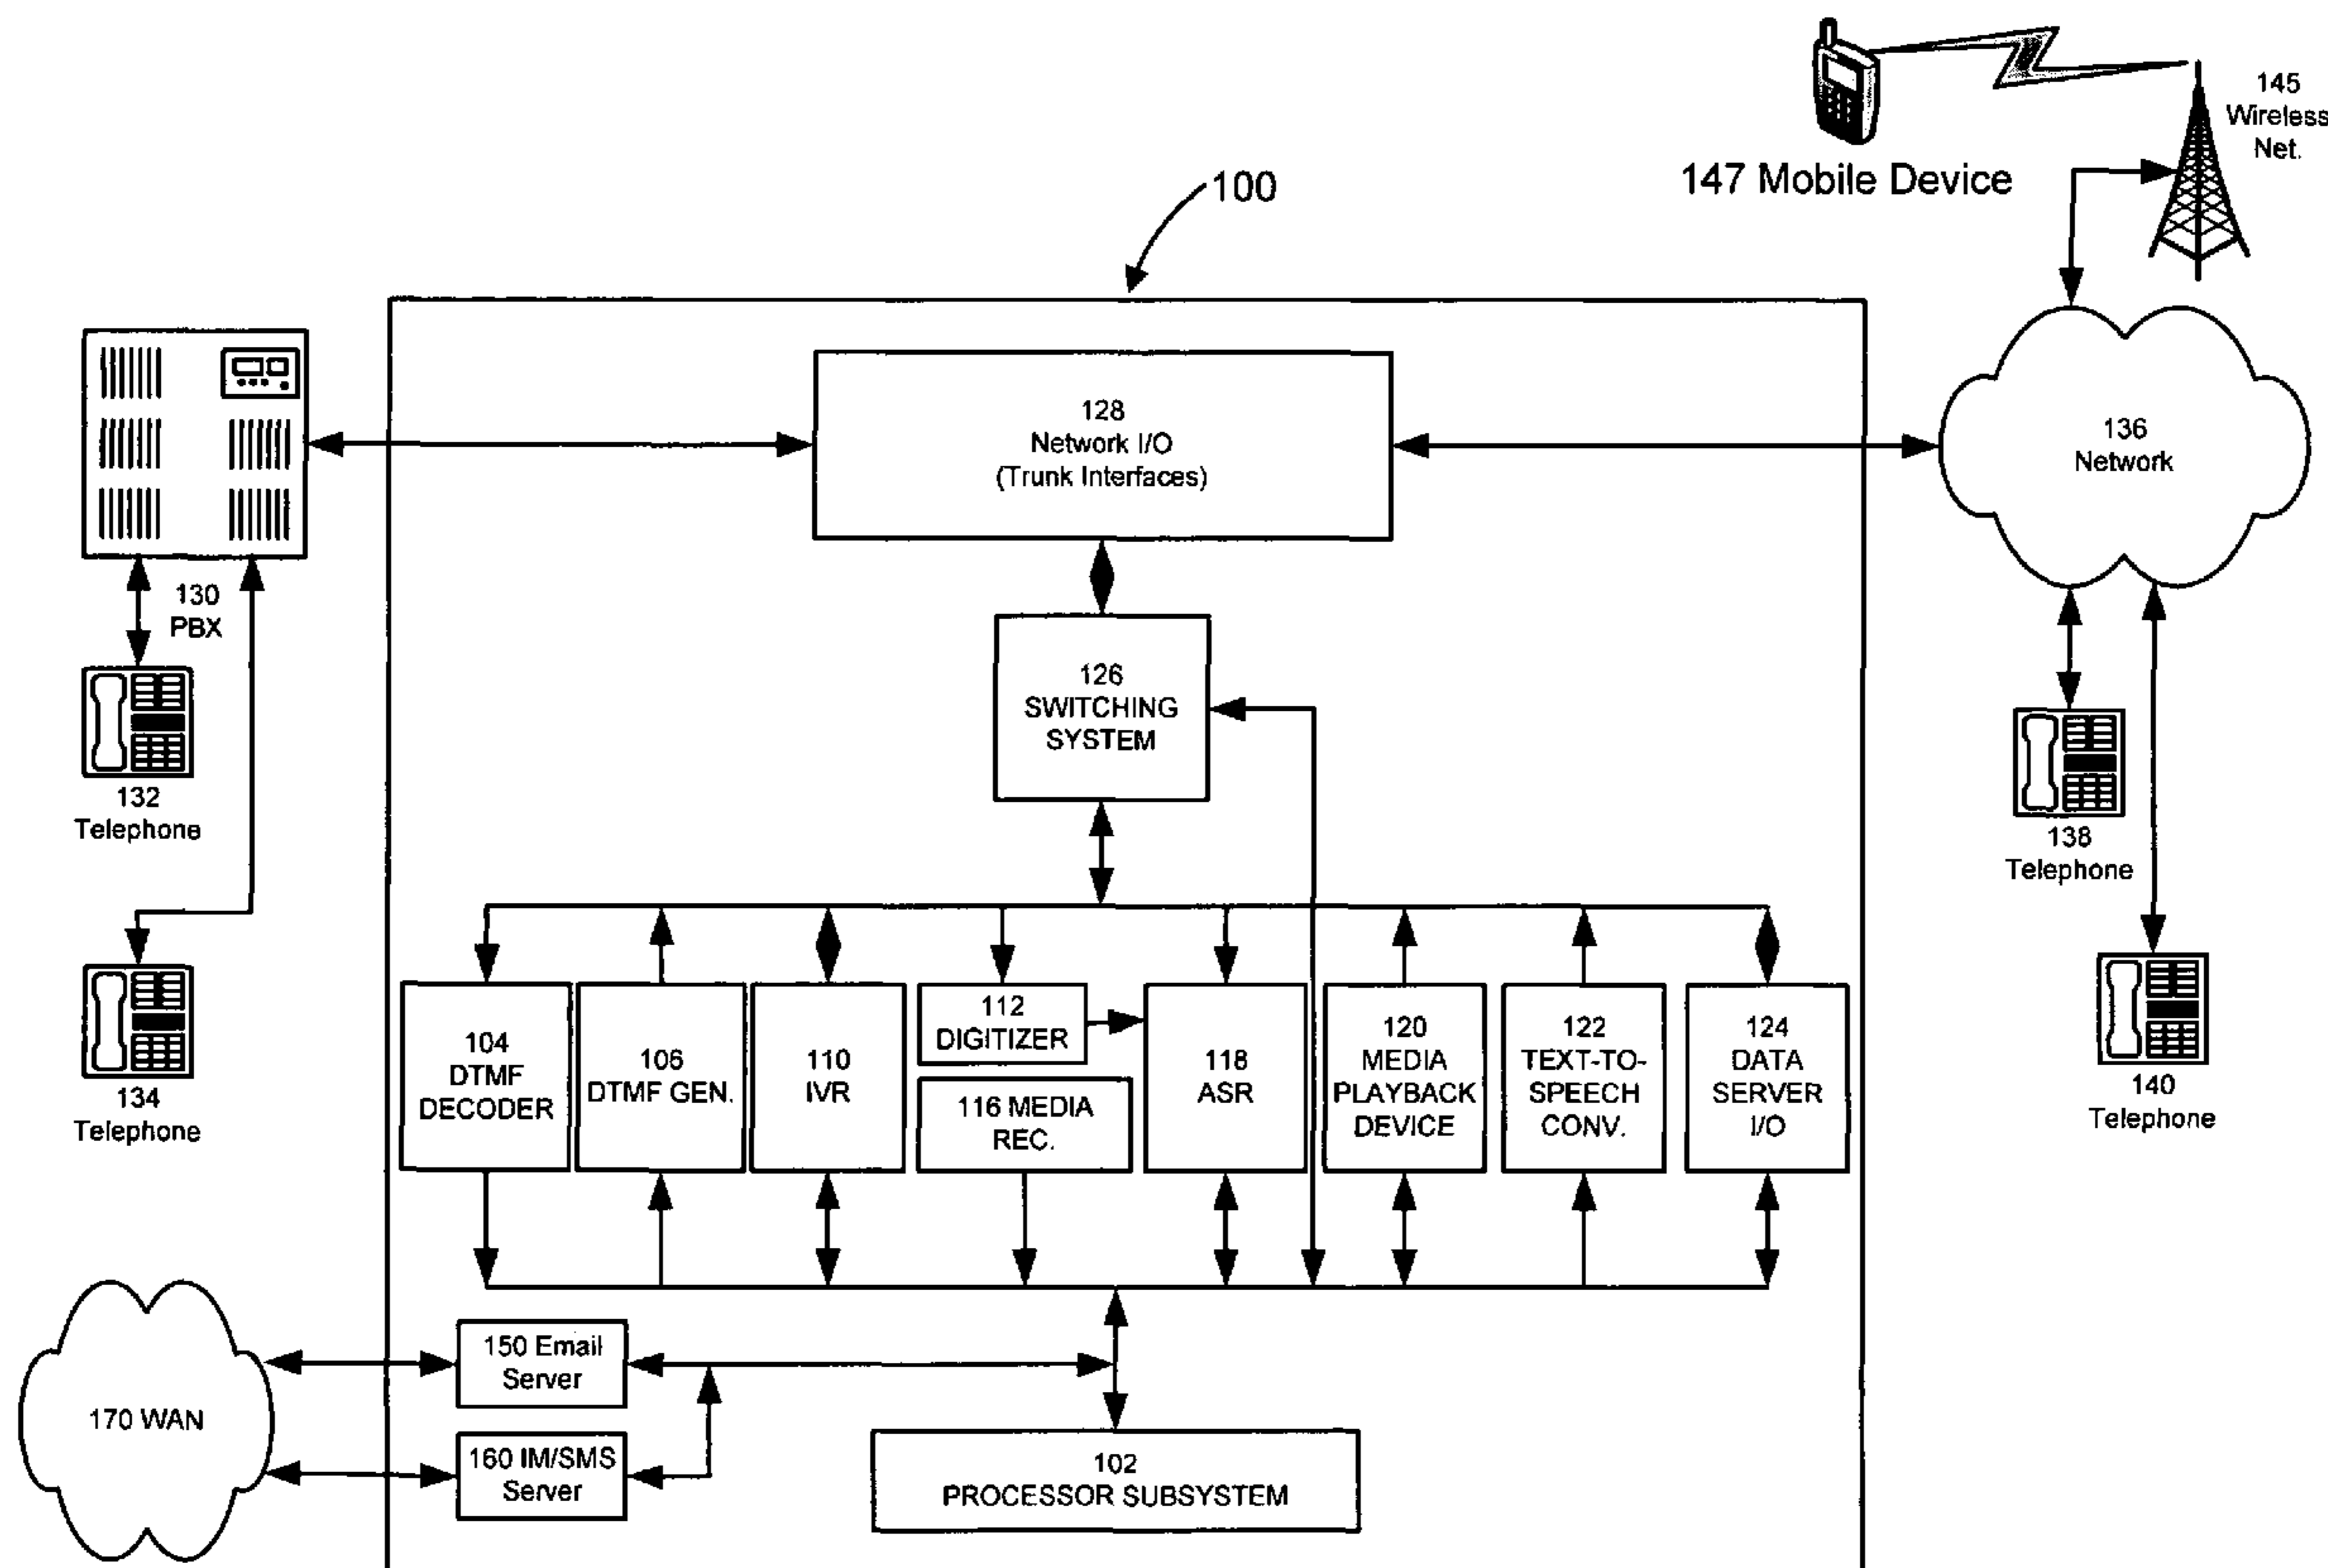 145
Wireless
Net.
147 Mobile Device
100
128
Network I/O
(Trunk Interfaces)
136
Network
130
PBX
126
SWITCHING
SYSTEM
132
Telephone
138
Telephone
134
Telephone
140
Telephone
104
DTMF
DECODER
106
DTMF GEN.
110
IVR
112
DIGITIZER
116 MEDIA
REC.
118
ASR
120
MEDIA
PLAYBACK
DEVICE
122
TEXT-TO-
SPEECH
CONV.
124
DATA
SERVER
I/O
150 Email
Server
170 WAN
160 IM/SMS
Server
102
PROCESSOR SUBSYSTEM